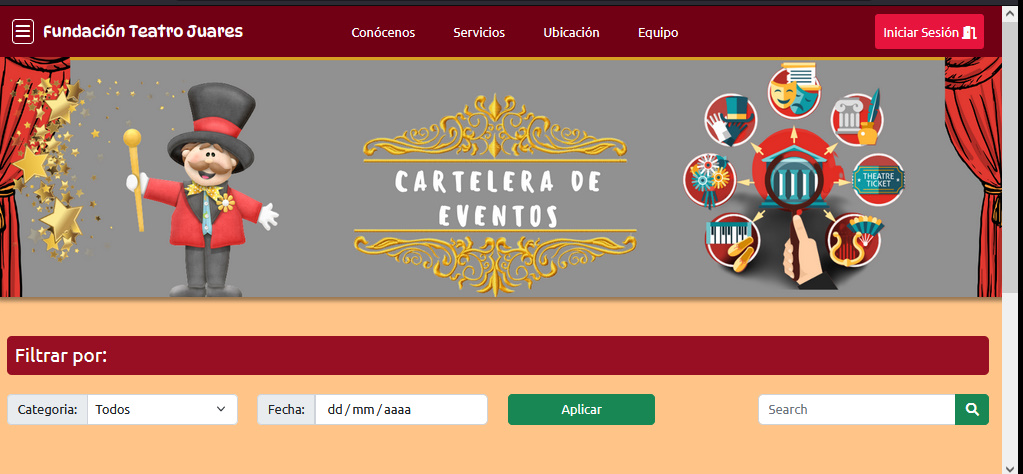 Fundación Teatro Juares
Conócenos Servicios Ubicación Equipo
Iniciar Sesión
CARTELERA DE
EVENTOS
THEATRE
TICKET
Filtrar por:
Categoria: Todos Fecha: dd/mm/aaaa Aplicar Search